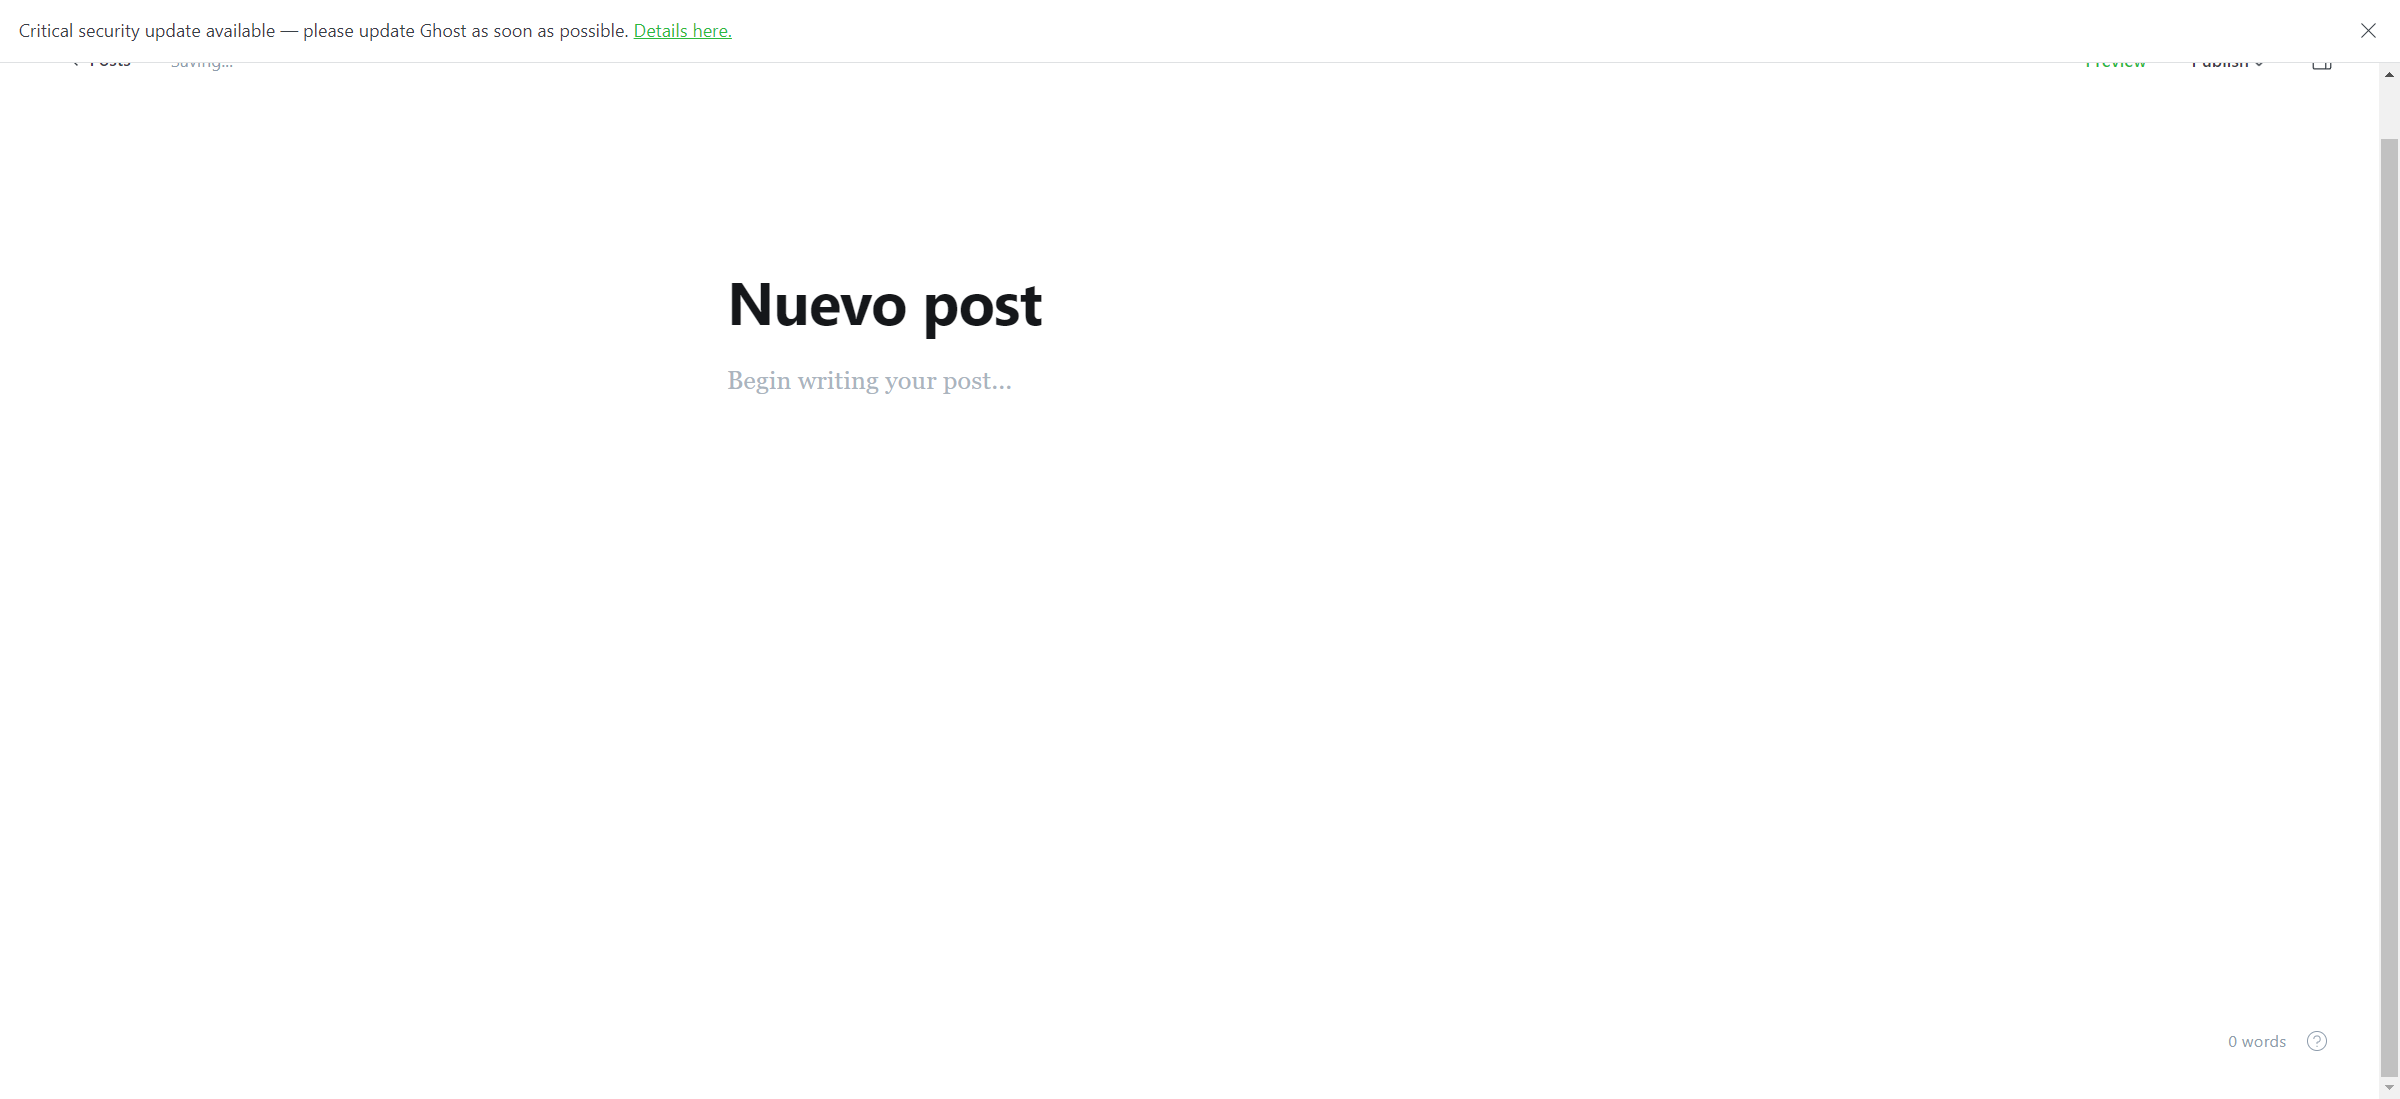 Critical security update available — please update Ghost as soon as possible. Details here.
Posts Saving... Preview Publish
Nuevo post
Begin writing your post...
0 words ?